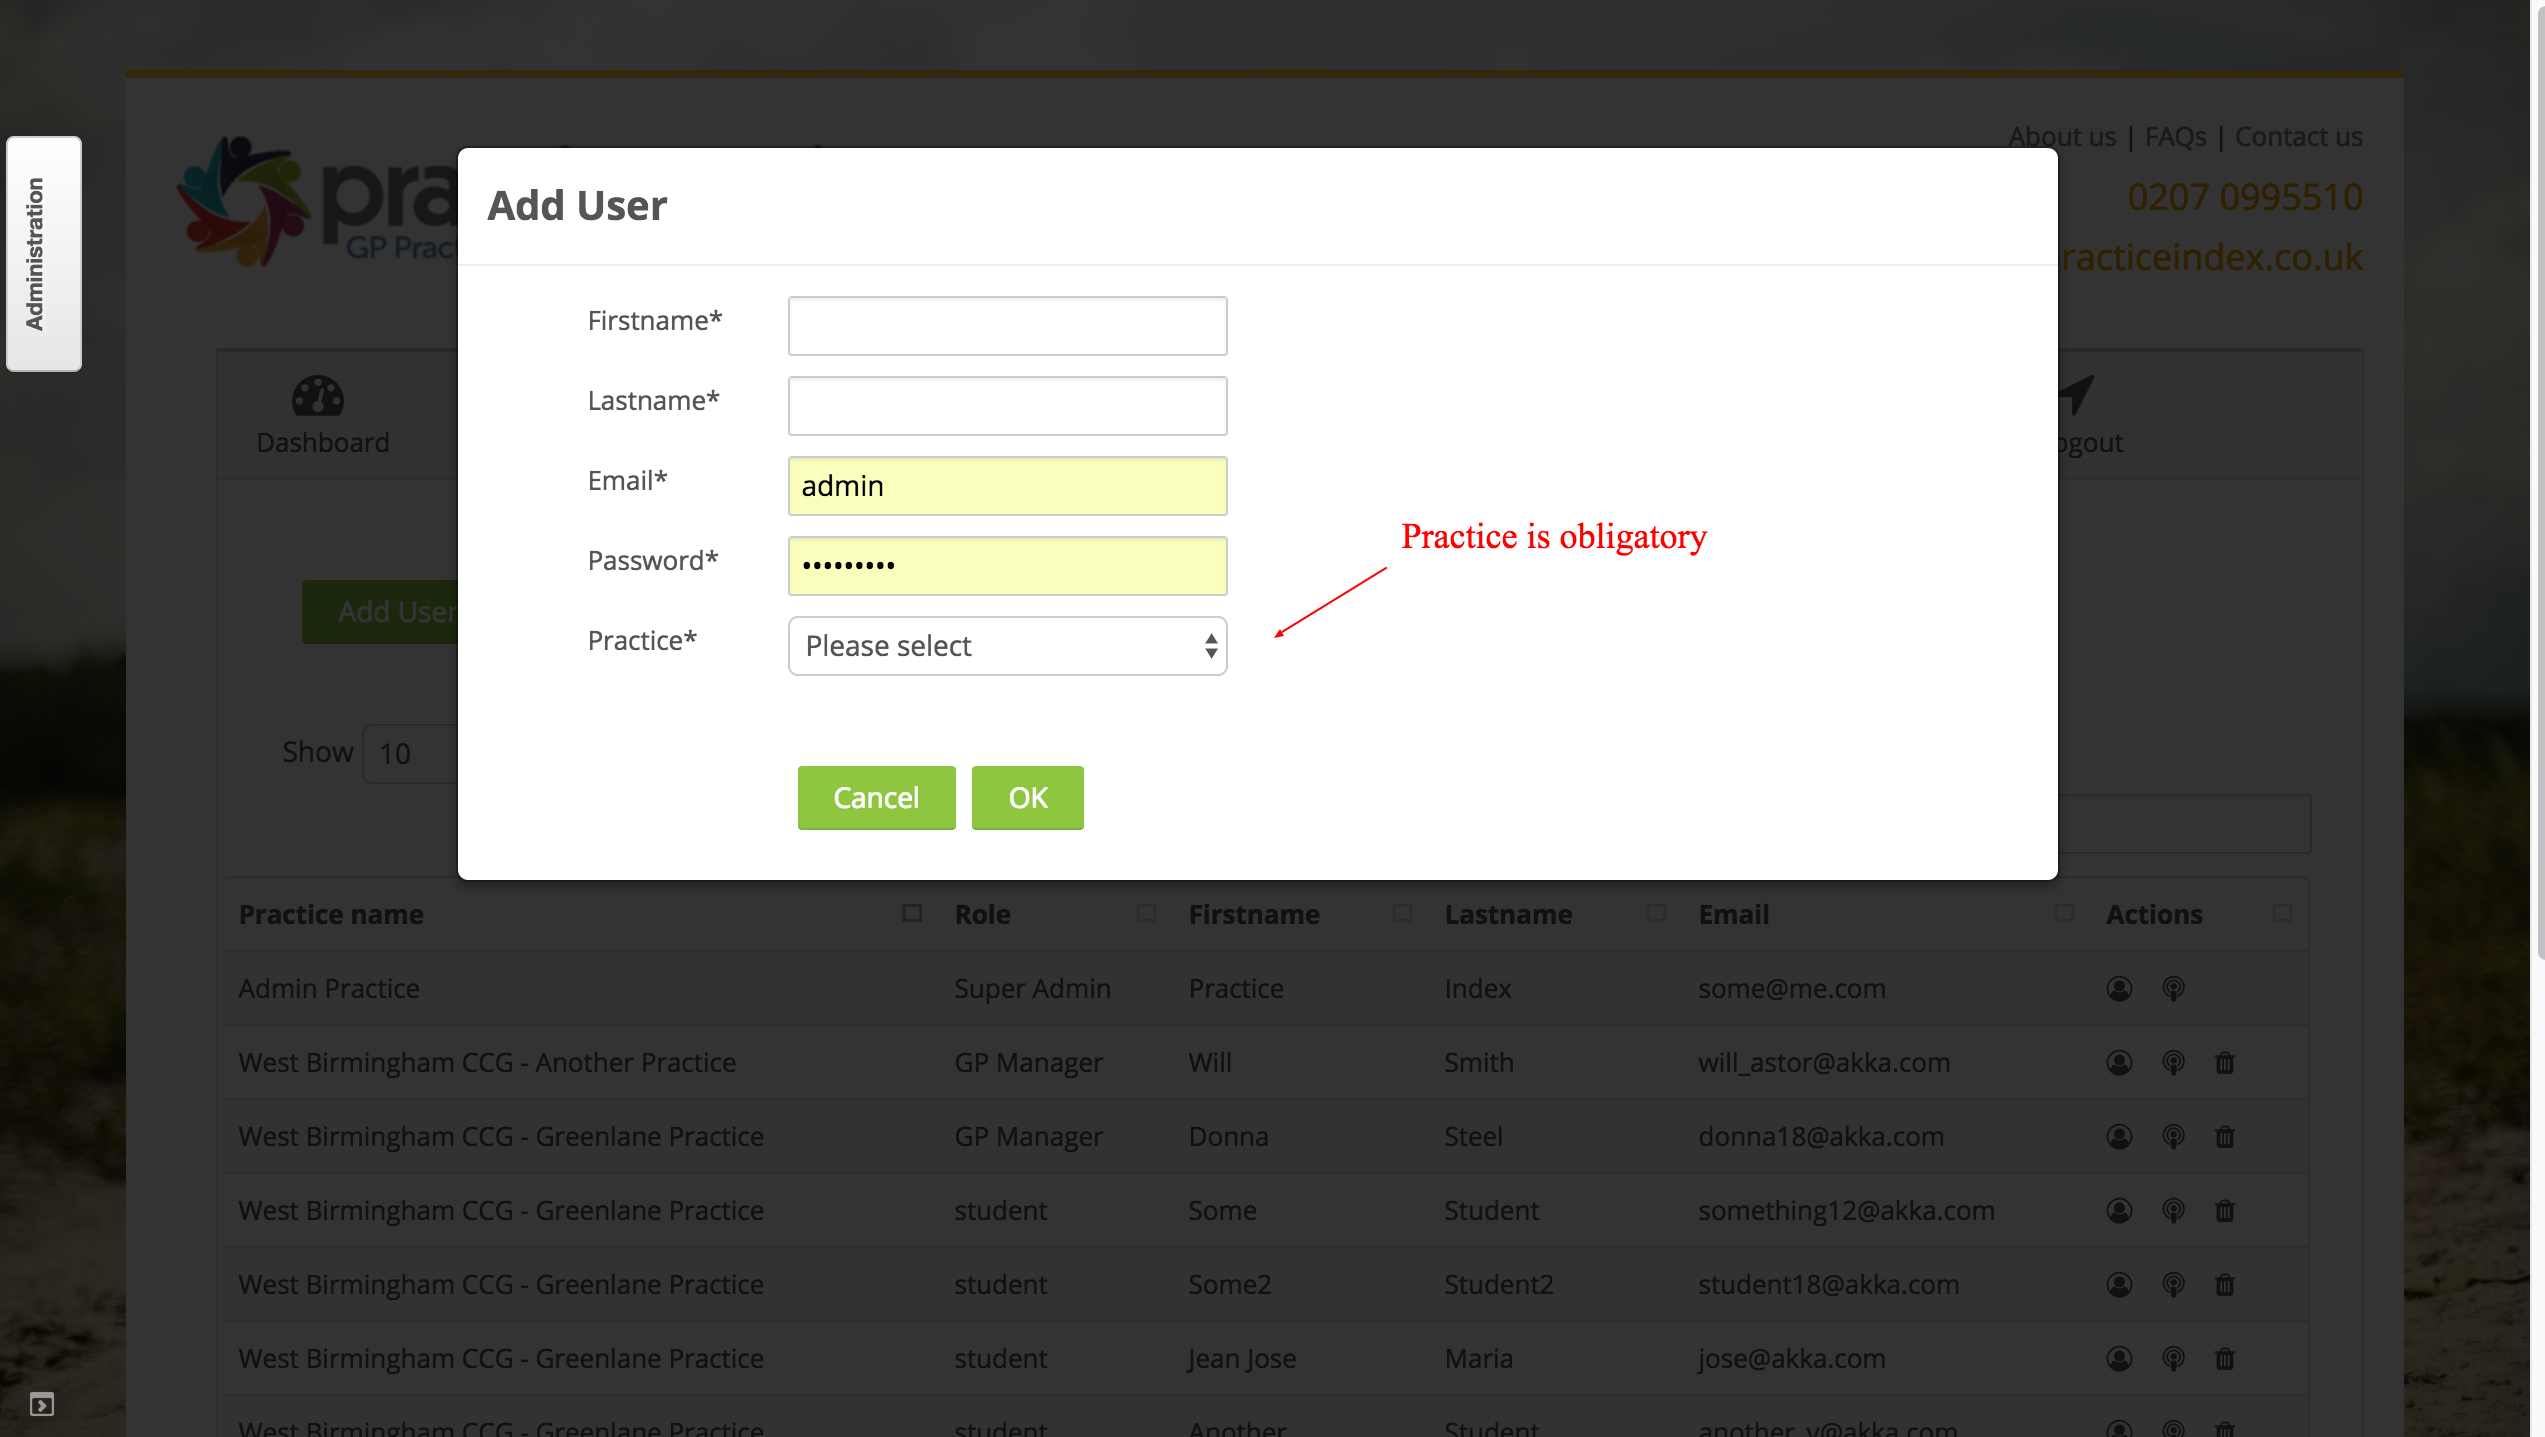 Administration
About us | FAQs | Contact us
0207 0995510
racticeindex.co.uk
pra
GP Pract
Add User
Firstname*
Lastname*
Email* admin
Password* •••••••••
Practice* Please select
Practice is obligatory
Cancel OK
Dashboard
ogout
Add User
Show 10
Practice name Role Firstname Lastname Email Actions
Admin Practice Super Admin Practice Index some@me.com
West Birmingham CCG - Another Practice GP Manager Will Smith will_astor@akka.com
West Birmingham CCG - Greenlane Practice GP Manager Donna Steel donna18@akka.com
West Birmingham CCG - Greenlane Practice student Some Student something12@akka.com
West Birmingham CCG - Greenlane Practice student Some2 Student2 student18@akka.com
West Birmingham CCG - Greenlane Practice student Jean Jose Maria jose@akka.com
West Birmingham CCG - Greenlane Practice student Another Student another_y@akka.com